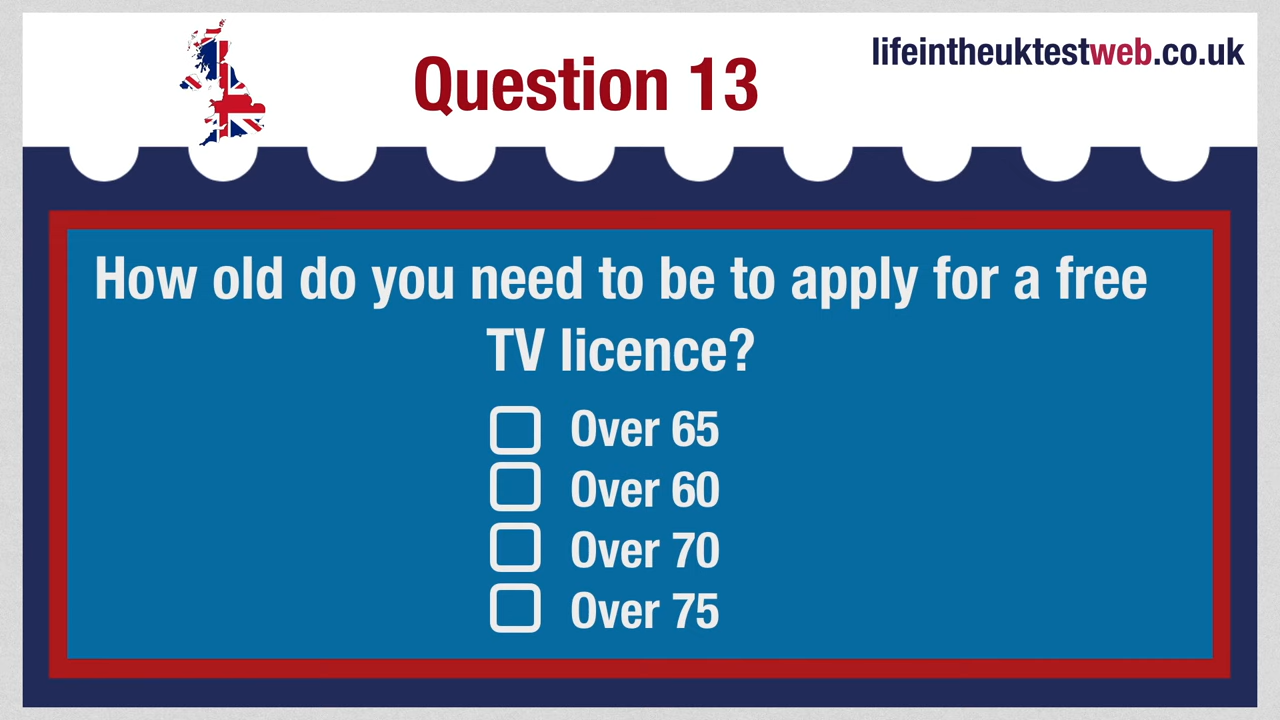 lifeintheuktestweb.co.uk
Question 13
How old do you need to be to apply for a free
TV licence?
Over 65
Over 60
Over 70
Over 75